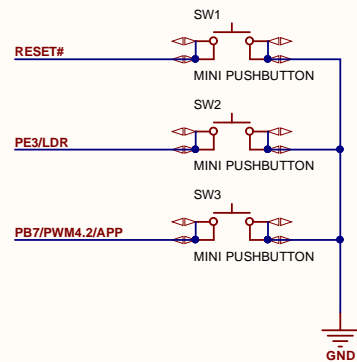 SW1
RESET#
MINI PUSHBUTTON
SW2
PE3/LDR
MINI PUSHBUTTON
SW3
PB7/PWM4.2/APP
MINI PUSHBUTTON
GND